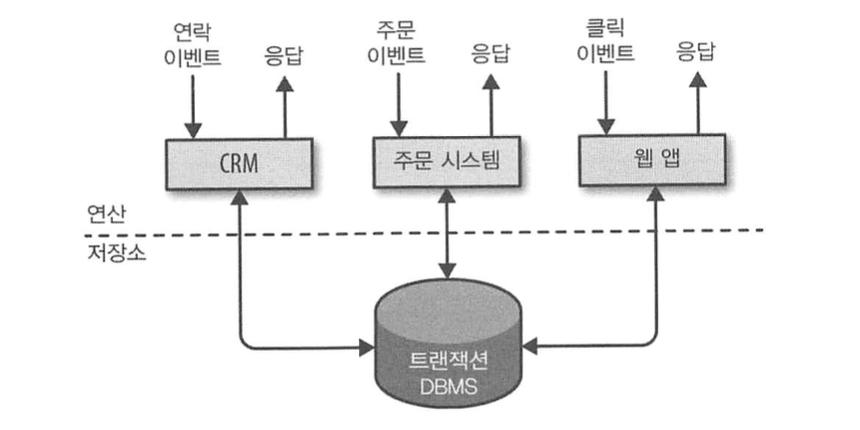 연락
이벤트
응답
주문
이벤트
응답
클릭
이벤트
응답
CRM
주문 시스템
웹 앱
연산
저장소
트랜잭션
DBMS